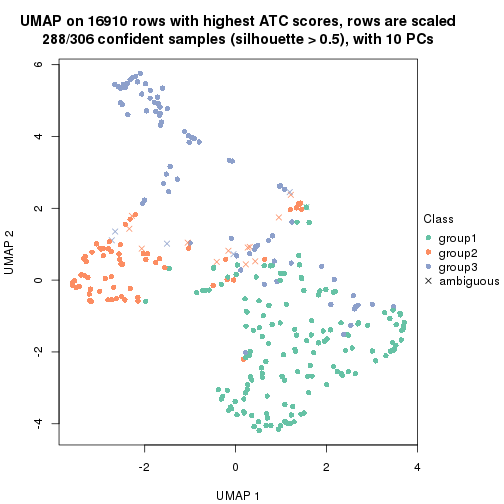 UMAP on 16910 rows with highest ATC scores, rows are scaled
288/306 confident samples (silhouette > 0.5), with 10 PCs
6
4
2
0
-2
-4
UMAP 2
-2
0
2
4
UMAP 1
Class
group1
group2
group3
ambiguous